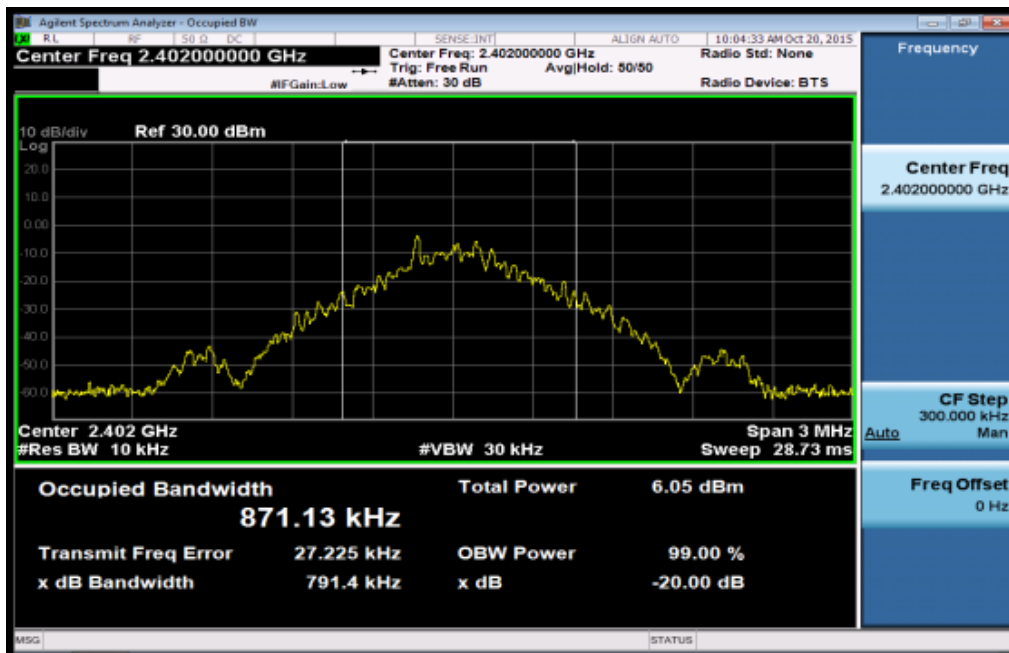 Agilent Spectrum Analyzer - Occupied BW
RL RF 50 Ω DC SENSE:INT ALIGN AUTO 10:04:33 AM Oct 20, 2015
Center Freq 2.402000000 GHz
Center Freq: 2.402000000 GHz Radio Std: None
Trig: Free Run Avg|Hold: 50/50
#IFGain:Low #Atten: 30 dB Radio Device: BTS
10 dB/div Ref 30.00 dBm
Log
20.0
10.0
0.00
-10.0
-20.0
-30.0
-40.0
-50.0
-60.0
Center 2.402 GHz Span 3 MHz
#Res BW 10 kHz #VBW 30 kHz Sweep 28.73 ms
Occupied Bandwidth Total Power 6.05 dBm
871.13 kHz
Transmit Freq Error 27.225 kHz OBW Power 99.00 %
x dB Bandwidth 791.4 kHz x dB -20.00 dB
MSG STATUS
Frequency
Center Freq
2.402000000 GHz
CF Step
300.000 kHz
Auto Man
Freq Offset
0 Hz